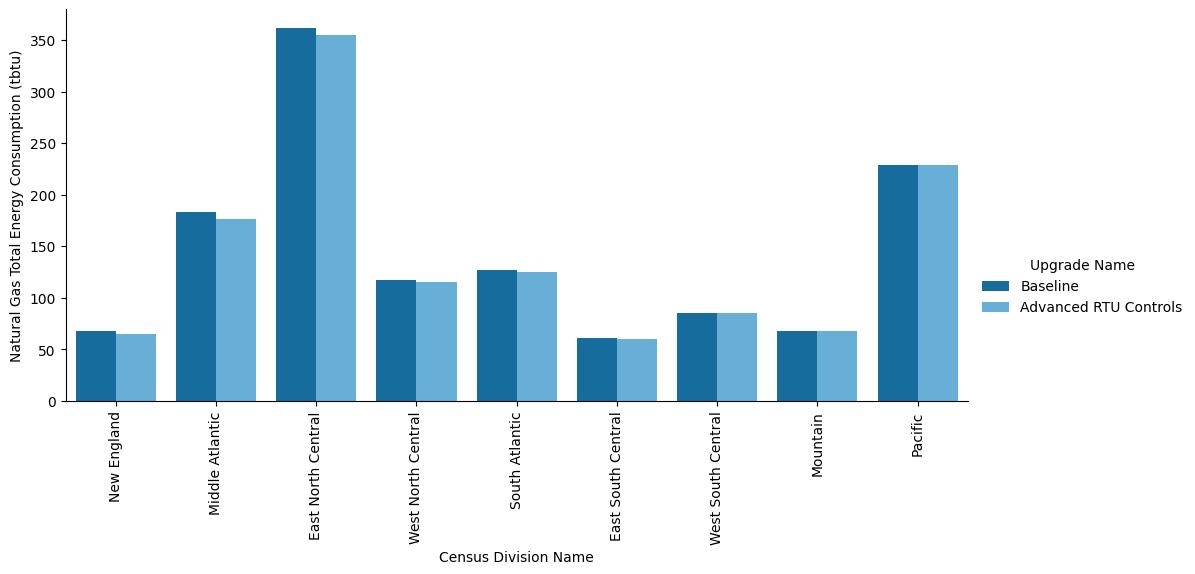 Natural Gas Total Energy Consumption (tbtu)
350
300
250
200
150
100
50
0
New England
Middle Atlantic
East North Central
West North Central
South Atlantic
East South Central
West South Central
Mountain
Pacific
Census Division Name
Upgrade Name
Baseline
Advanced RTU Controls